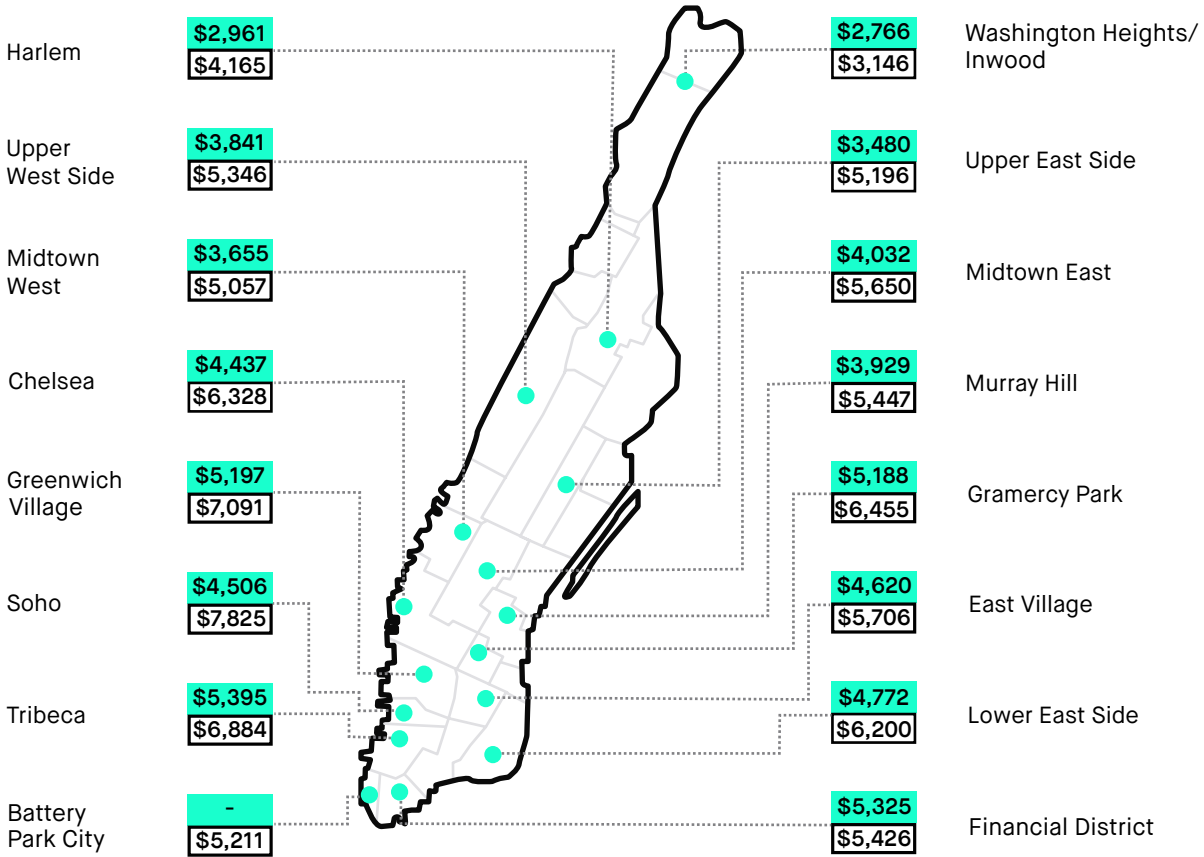 Harlem
$2,961
$4,165
Washington Heights/
Inwood
$2,766
$3,146
Upper
West Side
$3,841
$5,346
Upper East Side
$3,480
$5,196
Midtown
West
$3,655
$5,057
Midtown East
$4,032
$5,650
Chelsea
$4,437
$6,328
Murray Hill
$3,929
$5,447
Greenwich
Village
$5,197
$7,091
Gramercy Park
$5,188
$6,455
Soho
$4,506
$7,825
East Village
$4,620
$5,706
Tribeca
$5,395
$6,884
Lower East Side
$4,772
$6,200
Battery
Park City
-
$5,211
Financial District
$5,325
$5,426